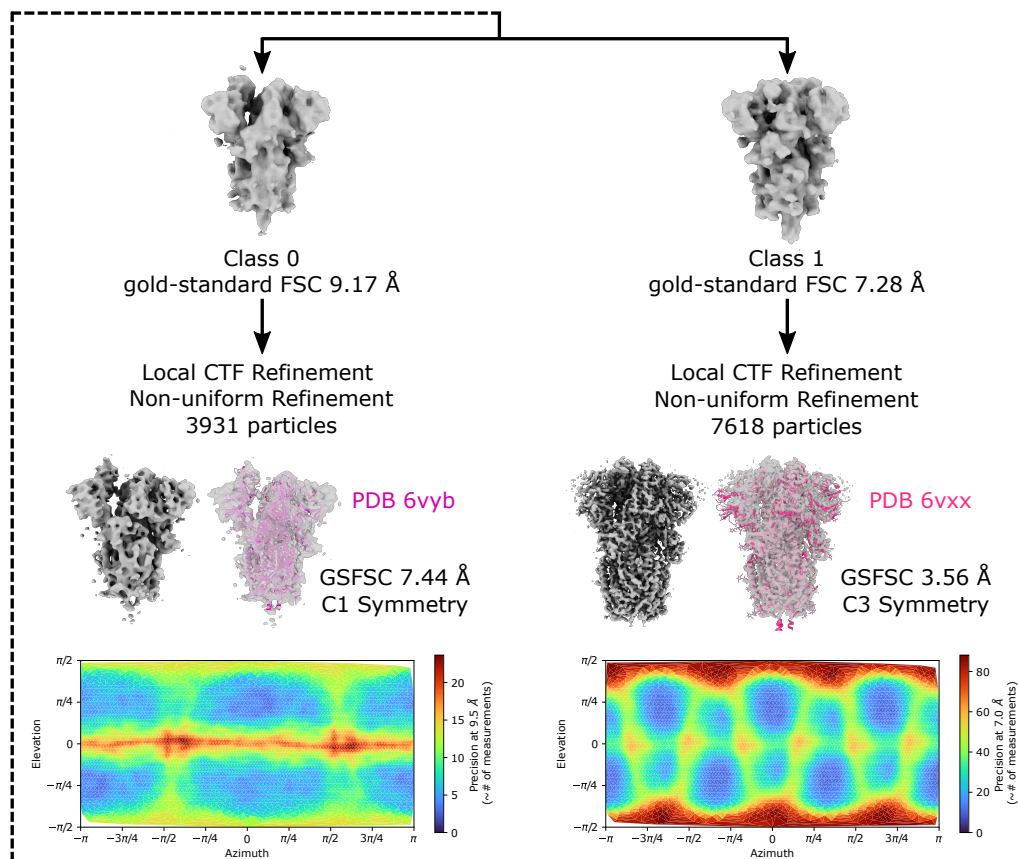 Class 0
gold-standard FSC 9.17 Å
Class 1
gold-standard FSC 7.28 Å
Local CTF Refinement
Non-uniform Refinement
3931 particles
Local CTF Refinement
Non-uniform Refinement
7618 particles
PDB 6vyb
GSFSC 7.44 Å
C1 Symmetry
PDB 6vxx
GSFSC 3.56 Å
C3 Symmetry
π/2
π/4
0
−π/4
−π/2
Elevation
−π
−3π/4
−π/2
−π/4
0
π/4
π/2
3π/4
π
Azimuth
20
15
10
5
0
Precision at 9.5 Å
(~# of measurements)
π/2
π/4
0
−π/4
−π/2
Elevation
−π
−3π/4
−π/2
−π/4
0
π/4
π/2
3π/4
π
Azimuth
80
60
40
20
0
Precision at 7.0 Å
(~# of measurements)